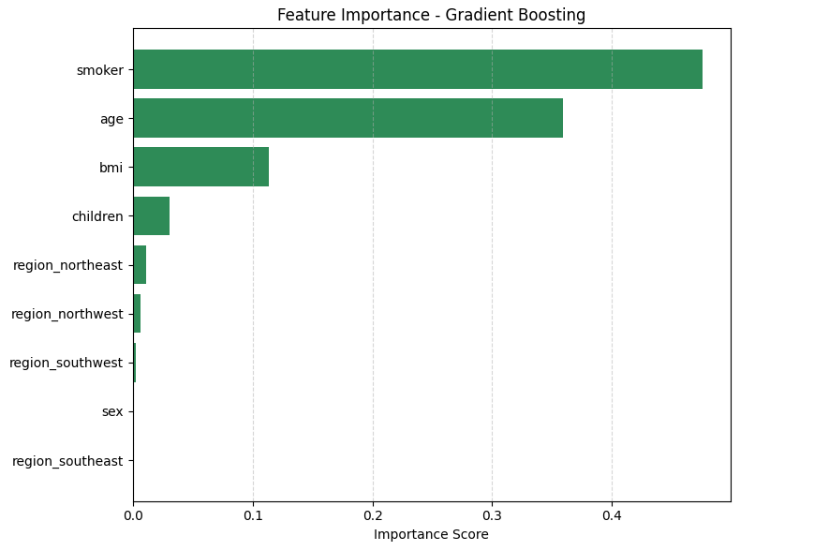 Feature Importance - Gradient Boosting
smoker
age
bmi
children
region_northeast
region_northwest
region_southwest
sex
region_southeast
0.0 0.1 0.2 0.3 0.4
Importance Score